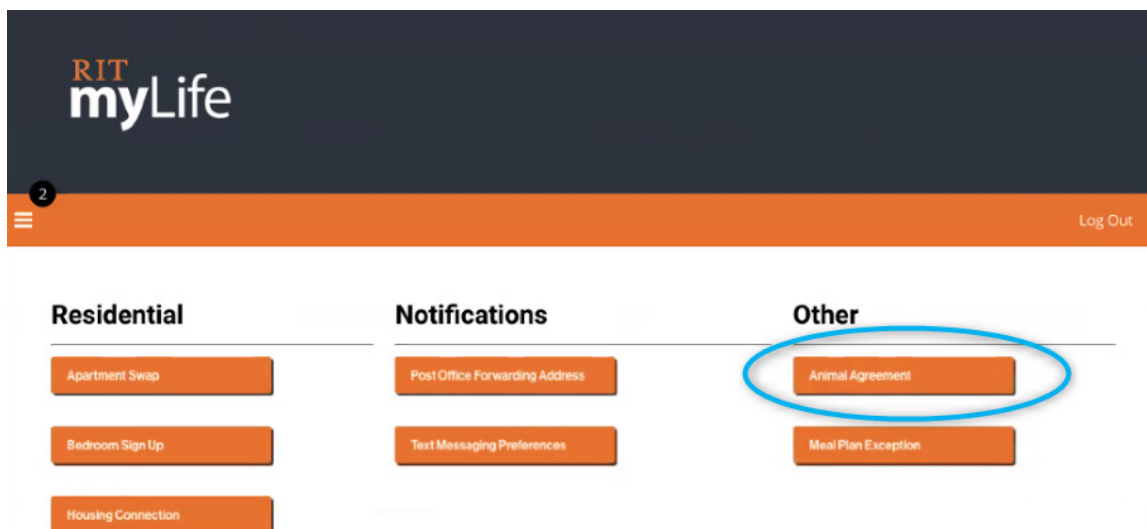 RIT
myLife
2
Log Out
Residential
Apartment Swap
Bedroom Sign Up
Housing Connection
Notifications
Post Office Forwarding Address
Text Messaging Preferences
Other
Animal Agreement
Meal Plan Exception